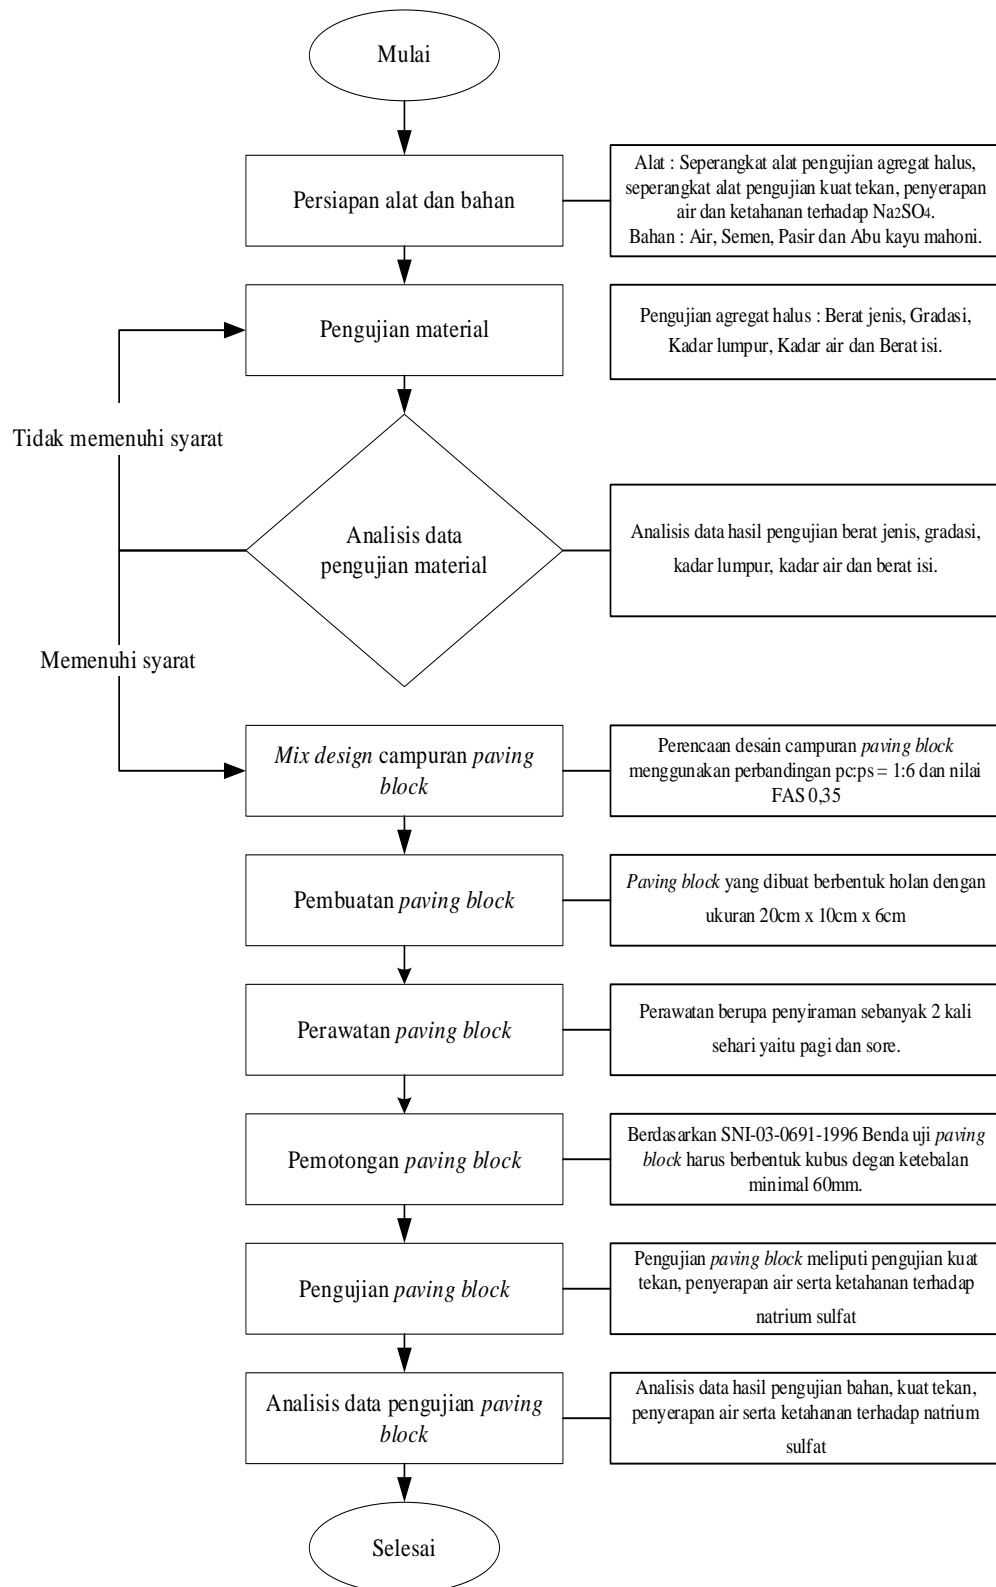 Mulai
Persiapan alat dan bahan
Alat : Seperangkat alat pengujian agregat halus,
seperangkat alat pengujian kuat tekan, penyerapan
air dan ketahanan terhadap Na2SO4.
Bahan : Air, Semen, Pasir dan Abu kayu mahoni.
Pengujian material
Pengujian agregat halus : Berat jenis, Gradasi,
Kadar lumpur, Kadar air dan Berat isi.
Tidak memenuhi syarat
Analisis data
pengujian material
Analisis data hasil pengujian berat jenis, gradasi,
kadar lumpur, kadar air dan berat isi.
Memenuhi syarat
Mix design campuran paving
block
Perencaan desain campuran paving block
menggunakan perbandingan pc:ps = 1:6 dan nilai
FAS 0,35
Pembuatan paving block
Paving block yang dibuat berbentuk holan dengan
ukuran 20cm x 10cm x 6cm
Perawatan paving block
Perawatan berupa penyiraman sebanyak 2 kali
sehari yaitu pagi dan sore.
Pemotongan paving block
Berdasarkan SNI-03-0691-1996 Benda uji paving
block harus berbentuk kubus degan ketebalan
minimal 60mm.
Pengujian paving block
Pengujian paving block meliputi pengujian kuat
tekan, penyerapan air serta ketahanan terhadap
natrium sulfat
Analisis data pengujian paving
block
Analisis data hasil pengujian bahan, kuat tekan,
penyerapan air serta ketahanan terhadap natrium
sulfat
Selesai